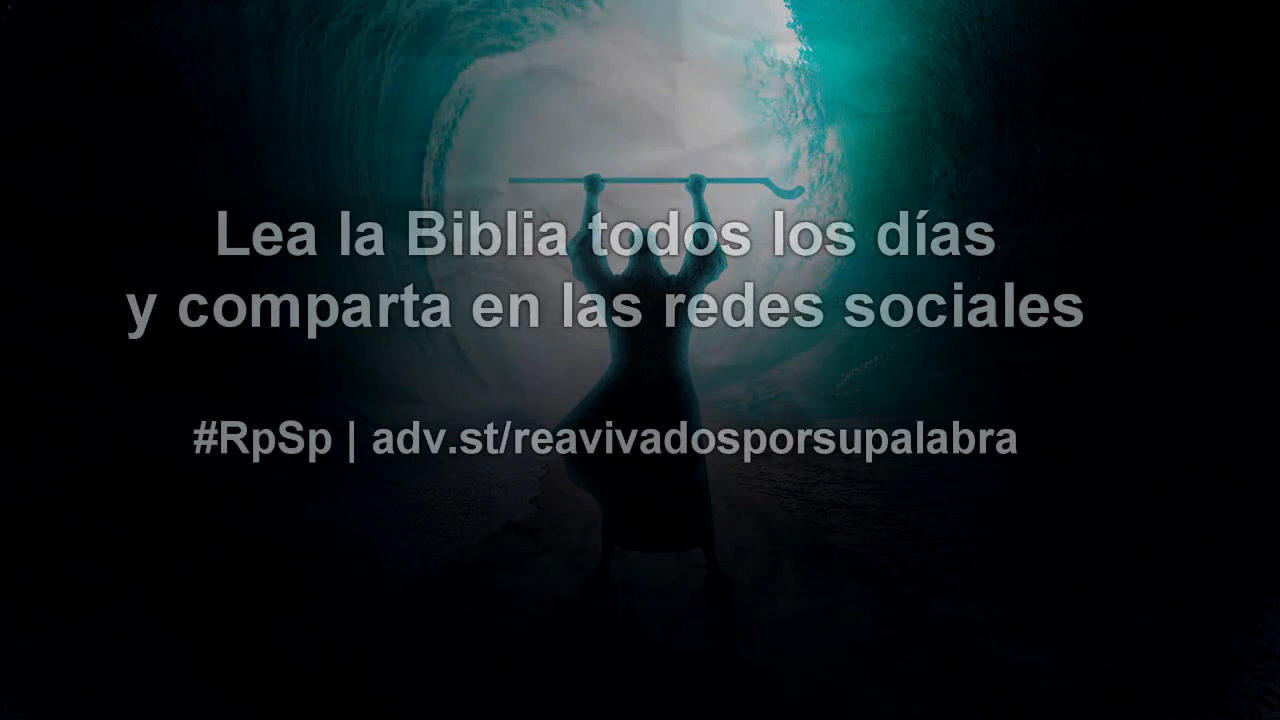 Lea la Biblia todos los días
y comparta en las redes sociales
#RpSp | adv.st/reavivadosporsupalabra